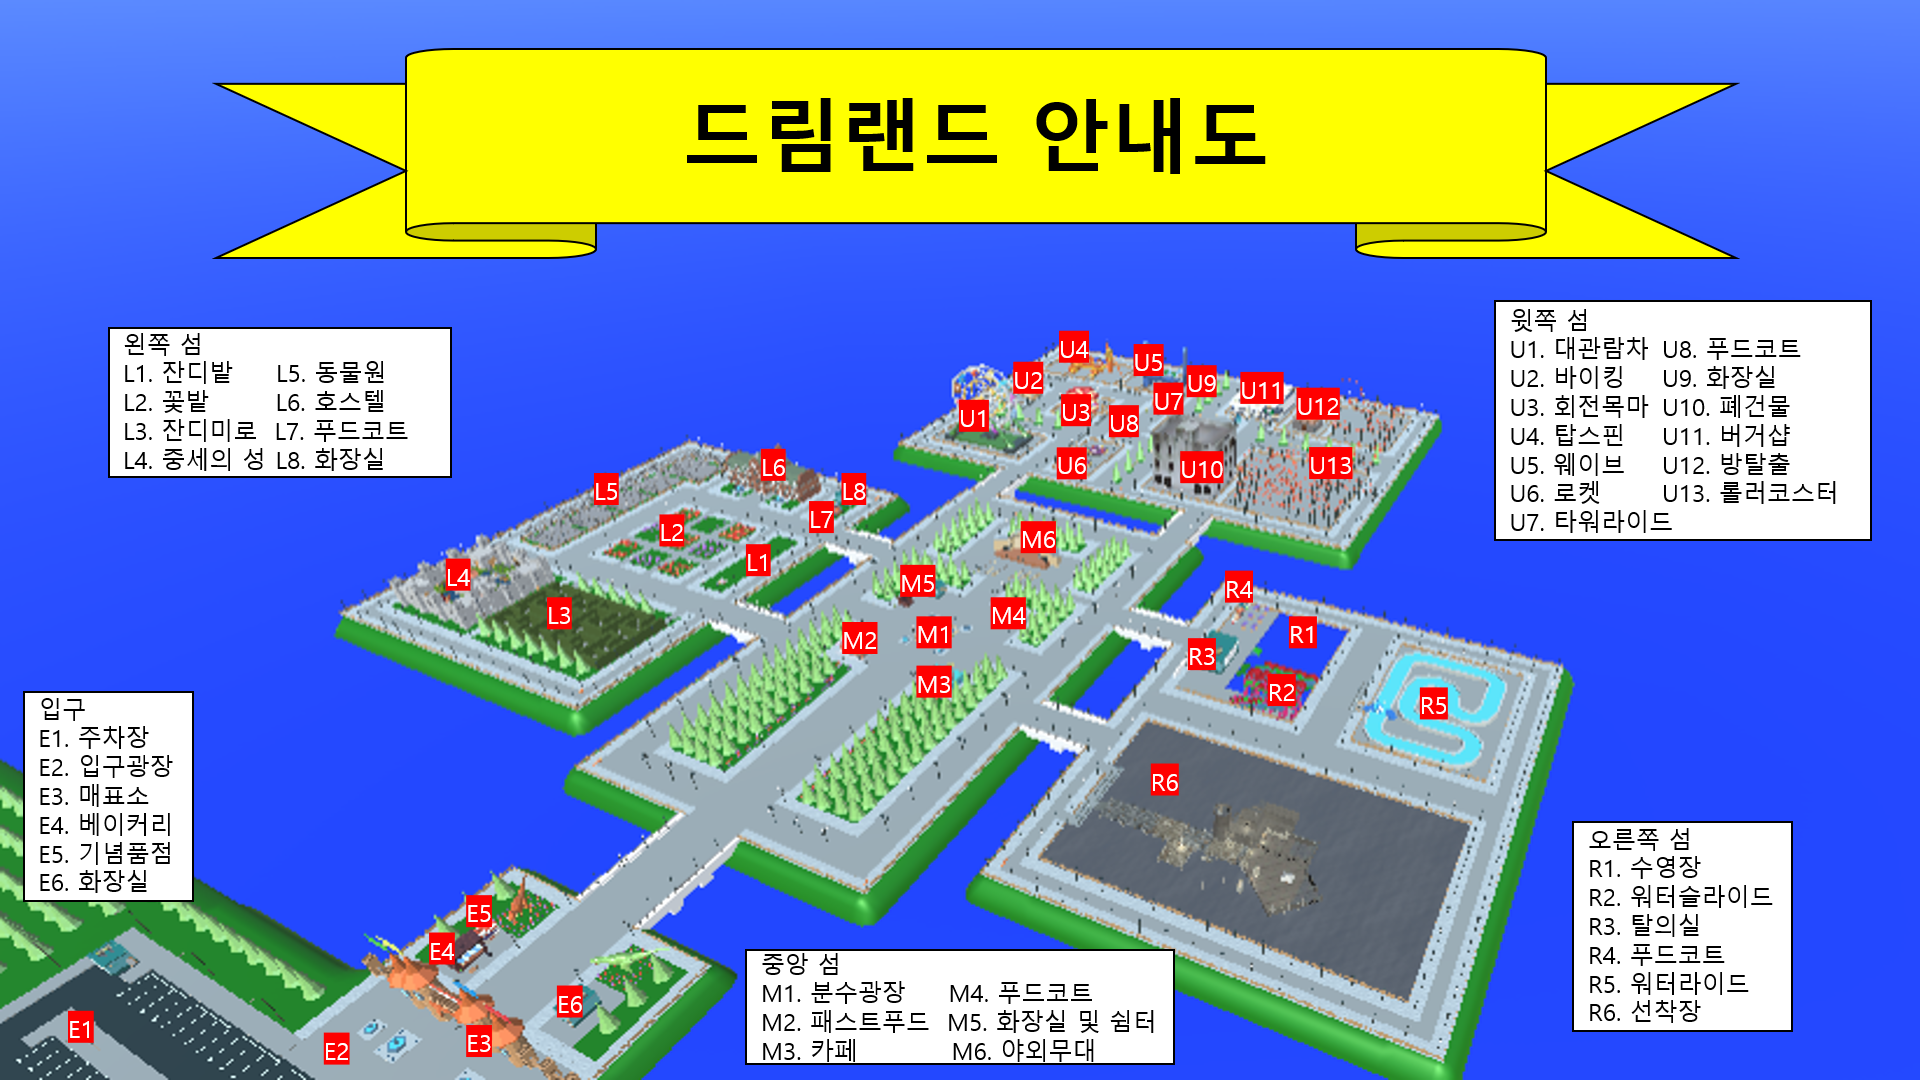 드림랜드 안내도
왼쪽 섬
L1. 잔디밭 L5. 동물원
L2. 꽃밭 L6. 호스텔
L3. 잔디미로 L7. 푸드코트
L4. 중세의 성 L8. 화장실
윗쪽 섬
U1. 대관람차 U8. 푸드코트
U2. 바이킹 U9. 화장실
U3. 회전목마 U10. 폐건물
U4. 탑스핀 U11. 버거샵
U5. 웨이브 U12. 방탈출
U6. 로켓 U13. 롤러코스터
U7. 타워라이드
입구
E1. 주차장
E2. 입구광장
E3. 매표소
E4. 베이커리
E5. 기념품점
E6. 화장실
중앙 섬
M1. 분수광장 M4. 푸드코트
M2. 패스트푸드 M5. 화장실 및 쉼터
M3. 카페 M6. 야외무대
오른쪽 섬
R1. 수영장
R2. 워터슬라이드
R3. 탈의실
R4. 푸드코트
R5. 워터라이드
R6. 선착장
U4
U5
U2
U9
U11
U7
U12
U3
U1
U8
U6
U13
U10
L6
L5
L8
L7
L2
L1
L4
L3
M6
M5
M4
M1
M2
M3
R4
R1
R3
R2
R5
R6
E5
E4
E6
E1
E3
E2